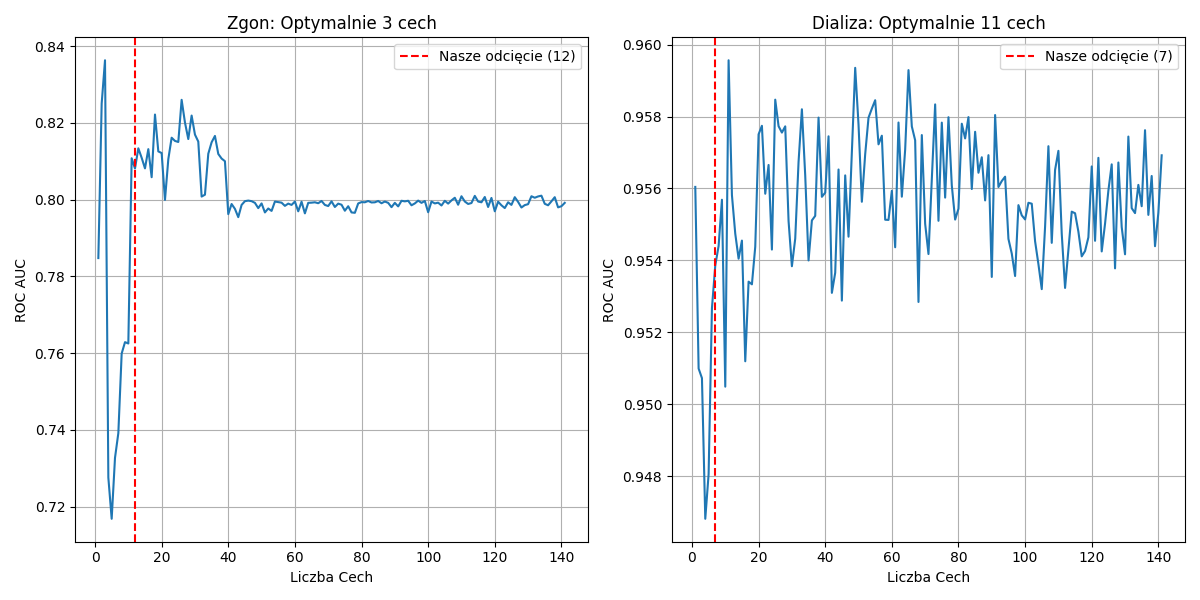 Zgon: Optymalnie 3 cech
Nasze odcięcie (12)
ROC AUC
0.84
0.82
0.80
0.78
0.76
0.74
0.72
0 20 40 60 80 100 120 140
Liczba Cech
Dializa: Optymalnie 11 cech
Nasze odcięcie (7)
ROC AUC
0.960
0.958
0.956
0.954
0.952
0.950
0.948
0 20 40 60 80 100 120 140
Liczba Cech